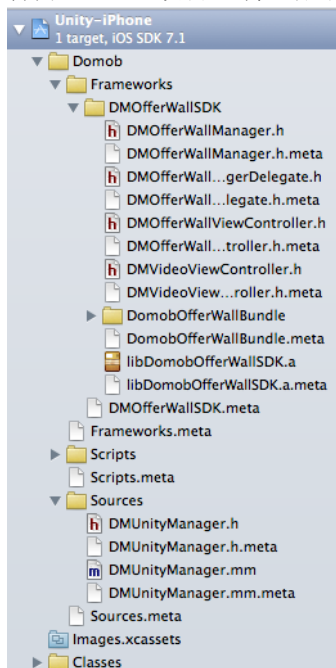 Unity-iPhone
1 target, iOS SDK 7.1
Domob
Frameworks
DMOfferWallSDK
DMOfferWallManager.h
DMOfferWallManager.h.meta
DMOfferWall...gerDelegate.h
DMOfferWall...legate.h.meta
DMOfferWallViewController.h
DMOfferWall...troller.h.meta
DMVideoViewController.h
DMVideoView...roller.h.meta
DomobOfferWallBundle
DomobOfferWallBundle.meta
libDomobOfferWallSDK.a
libDomobOfferWallSDK.a.meta
DMOfferWallSDK.meta
Frameworks.meta
Scripts
Scripts.meta
Sources
DMUnityManager.h
DMUnityManager.h.meta
DMUnityManager.mm
DMUnityManager.mm.meta
Sources.meta
Images.xcassets
Classes